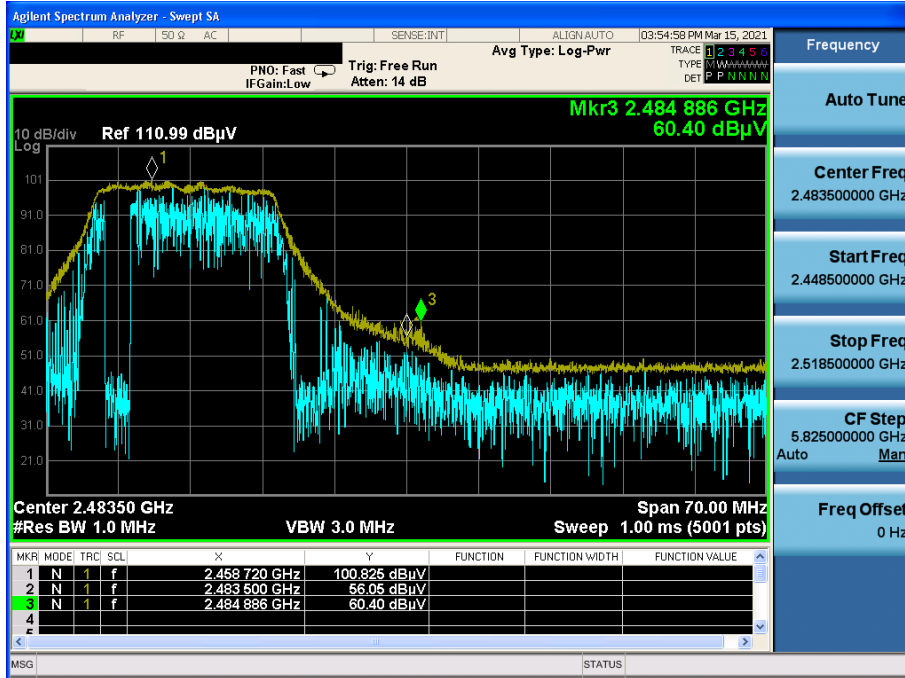 Agilent Spectrum Analyzer - Swept SA
LXI RF 50 Ω AC SENSE:INT ALIGNAUTO 03:54:58 PM Mar 15, 2021
Avg Type: Log-Pwr
TRACE 1 2 3 4 5 6
TYPE M W W W W W
DET P P N N N N
PNO: Fast
IFGain:Low
Trig: Free Run
Atten: 14 dB
Mkr3 2.484 886 GHz
60.40 dBµV
10 dB/div
Log
Ref 110.99 dBµV
101
91.0
81.0
71.0
61.0
51.0
41.0
31.0
21.0
1
3
Center 2.48350 GHz Span 70.00 MHz
#Res BW 1.0 MHz VBW 3.0 MHz Sweep 1.00 ms (5001 pts)
MKR MODE TRC SCL X Y FUNCTION FUNCTION WIDTH FUNCTION VALUE
1 N 1 f 2.458 720 GHz 100.825 dBµV
2 N 1 f 2.483 500 GHz 56.05 dBµV
3 N 1 f 2.484 886 GHz 60.40 dBµV
4
5
MSG STATUS
Frequency
Auto Tune
Center Freq
2.483500000 GHz
Start Freq
2.448500000 GHz
Stop Freq
2.518500000 GHz
CF Step
5.825000000 GHz
Auto Man
Freq Offset
0 Hz